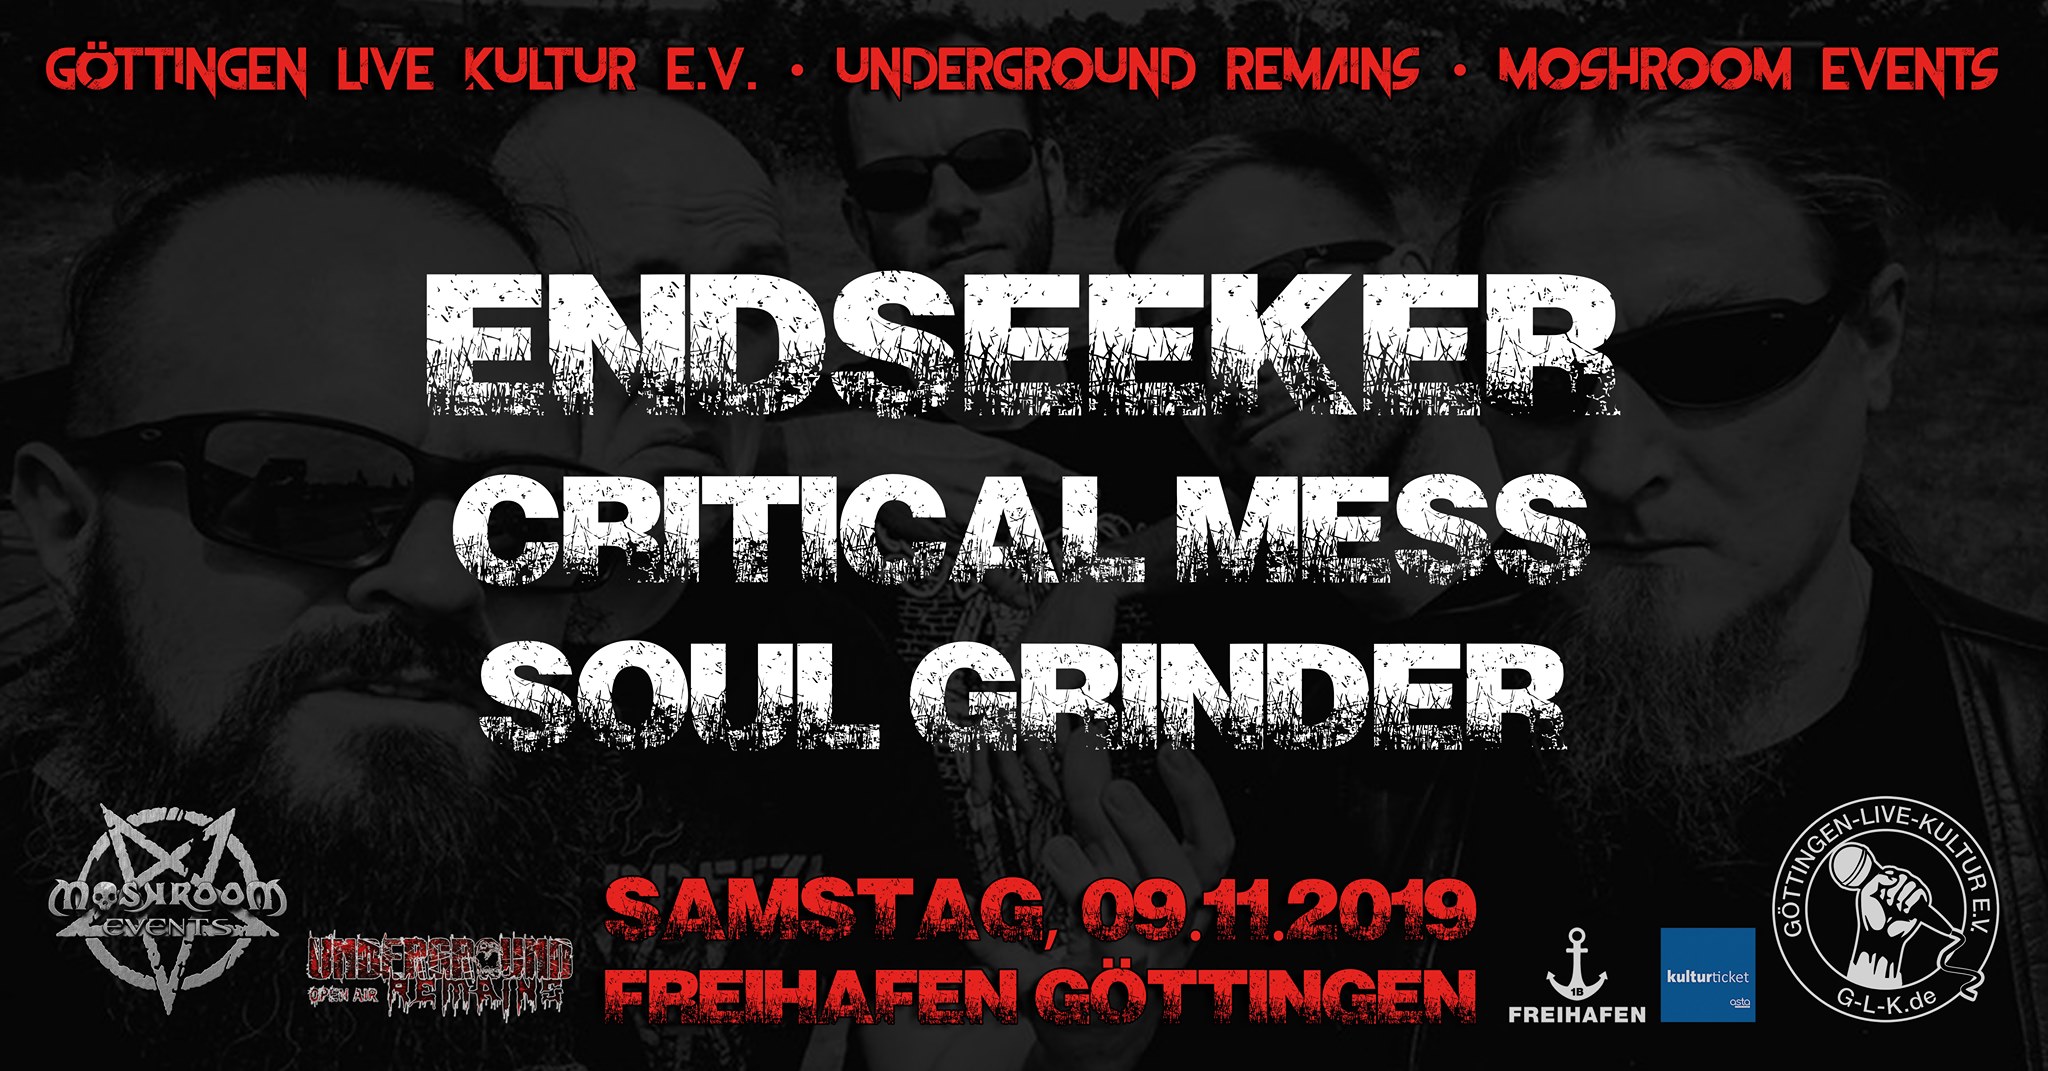 GÖTTINGEN LIVE KULTUR E.V. • UNDERGROUND REMAINS • MOSHROOM EVENTS
ENDSEEKER
CRITICAL MESS
SOUL GRINDER
MOSHROOM
EVENTS
UNDERGROUND
OPEN AIR REMAINS
SAMSTAG, 09.11.2019
FREIHAFEN GÖTTINGEN
1B
FREIHAFEN
kulturticket
asta
GÖTTINGEN-LIVE-KULTUR E.V.
G-L-K.de